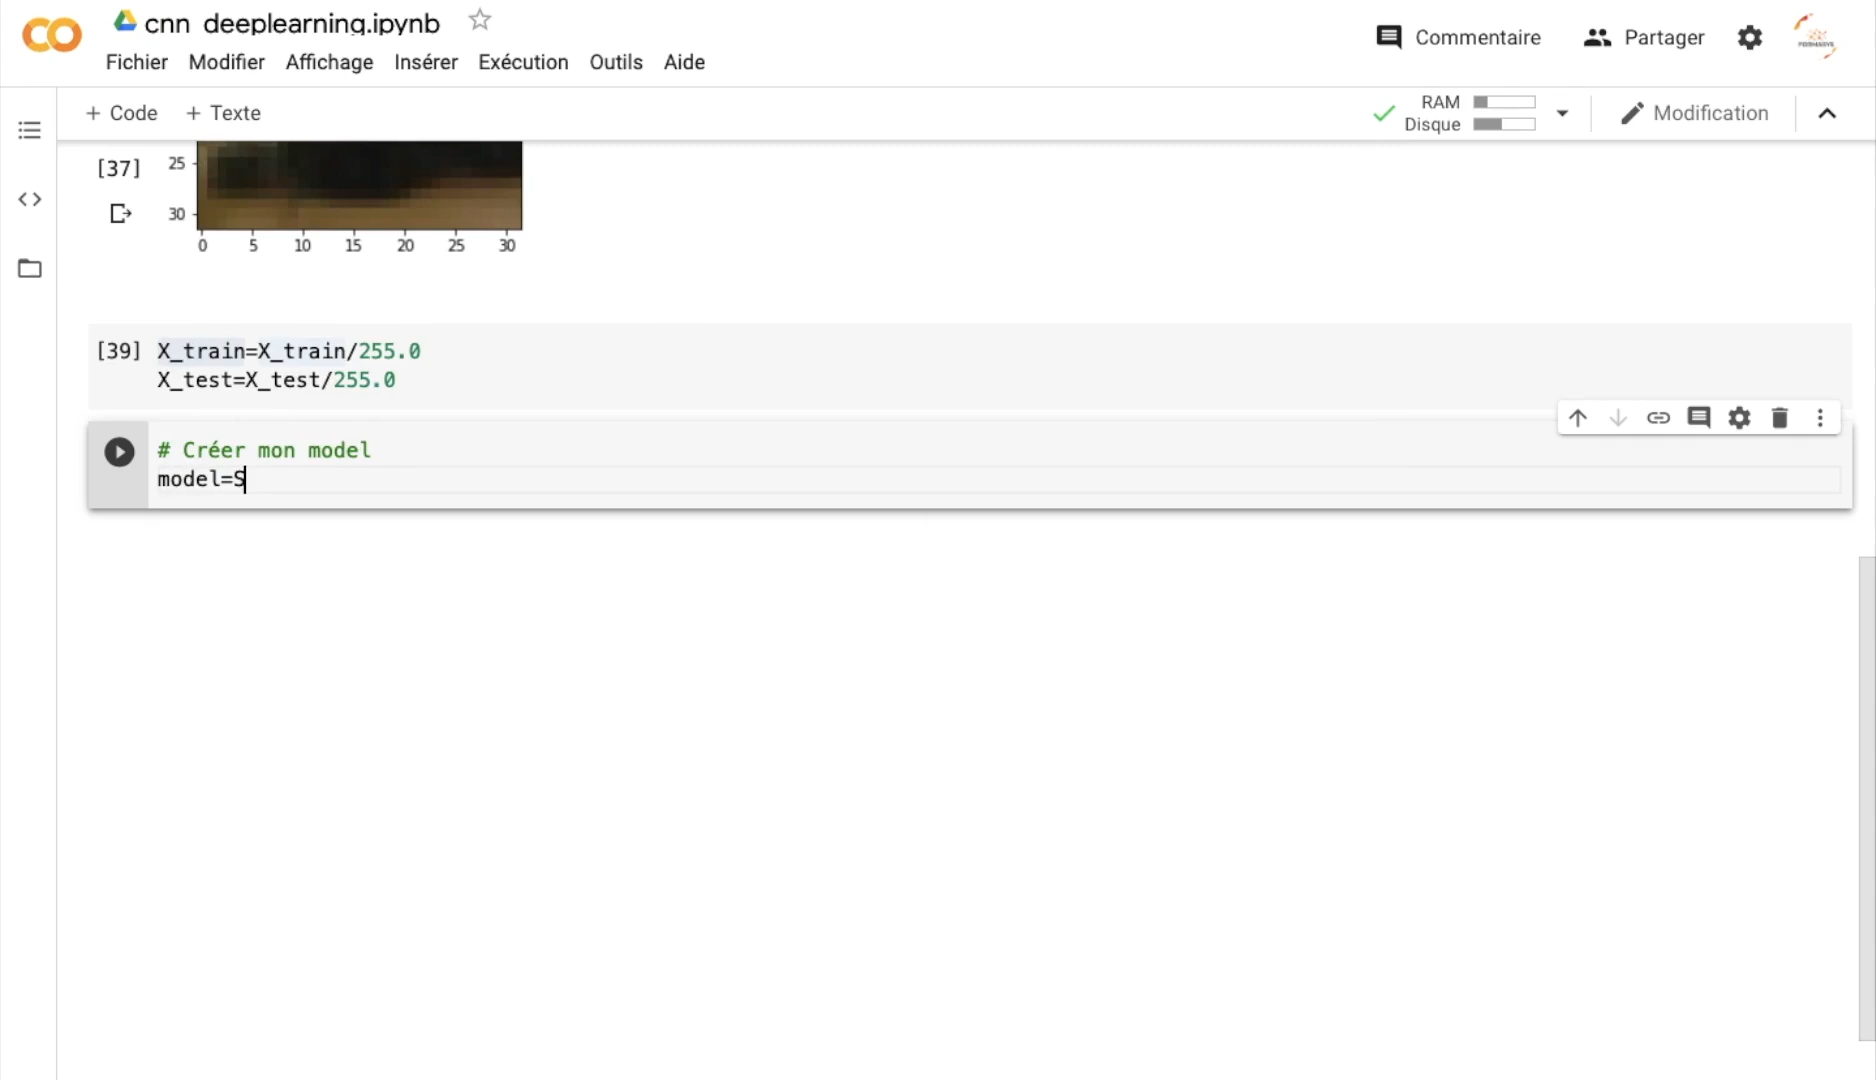 cnn deeplearning.ipynb
Commentaire
Partager
Fichier Modifier Affichage Insérer Exécution Outils Aide
+ Code + Texte
RAM
Disque
Modification
[37]
25
30
0 5 10 15 20 25 30
[39] X_train=X_train/255.0
X_test=X_test/255.0
# Créer mon model
model=S